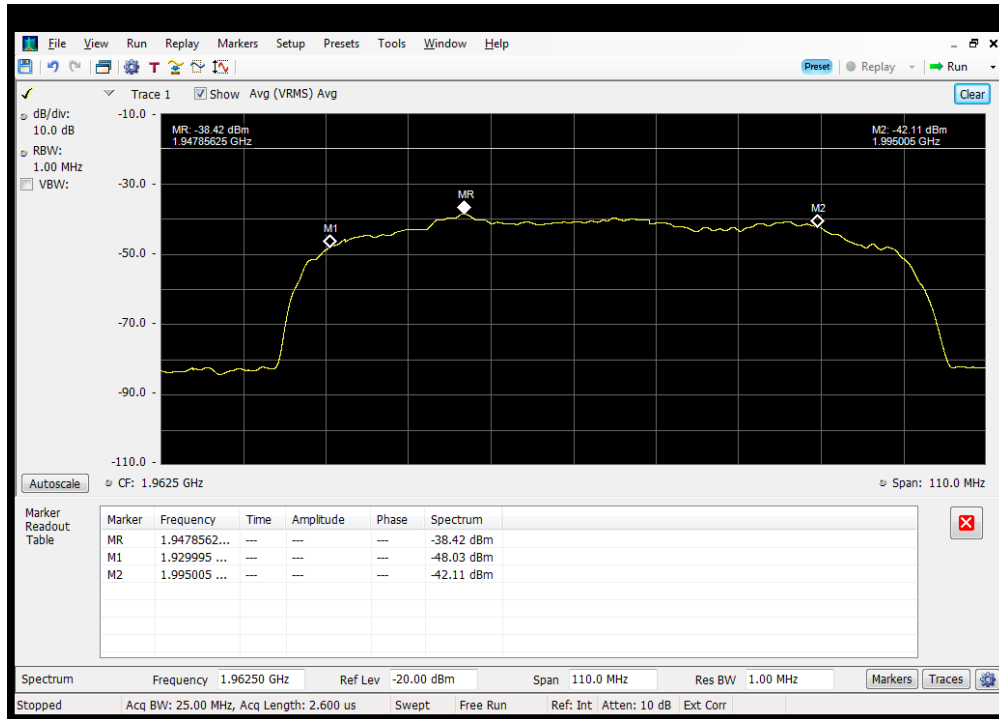 File View Run Replay Markers Setup Presets Tools Window Help
T Preset Replay Run
Trace 1 Show Avg (VRMS) Avg Clear
dB/div:
10.0 dB
RBW:
1.00 MHz
VBW:
-10.0
MR: -38.42 dBm
1.94785625 GHz
M2: -42.11 dBm
1.995005 GHz
-30.0
MR
M2
M1
-50.0
-70.0
-90.0
-110.0
Autoscale CF: 1.9625 GHz Span: 110.0 MHz
Marker
Readout
Table
Marker Frequency Time Amplitude Phase Spectrum
MR 1.9478562... --- --- --- -38.42 dBm
M1 1.929995 ... --- --- --- -48.03 dBm
M2 1.995005 ... --- --- --- -42.11 dBm
Spectrum Frequency 1.96250 GHz Ref Lev -20.00 dBm Span 110.0 MHz Res BW 1.00 MHz Markers Traces
Stopped Acq BW: 25.00 MHz, Acq Length: 2.600 us Swept Free Run Ref: Int Atten: 10 dB Ext Corr